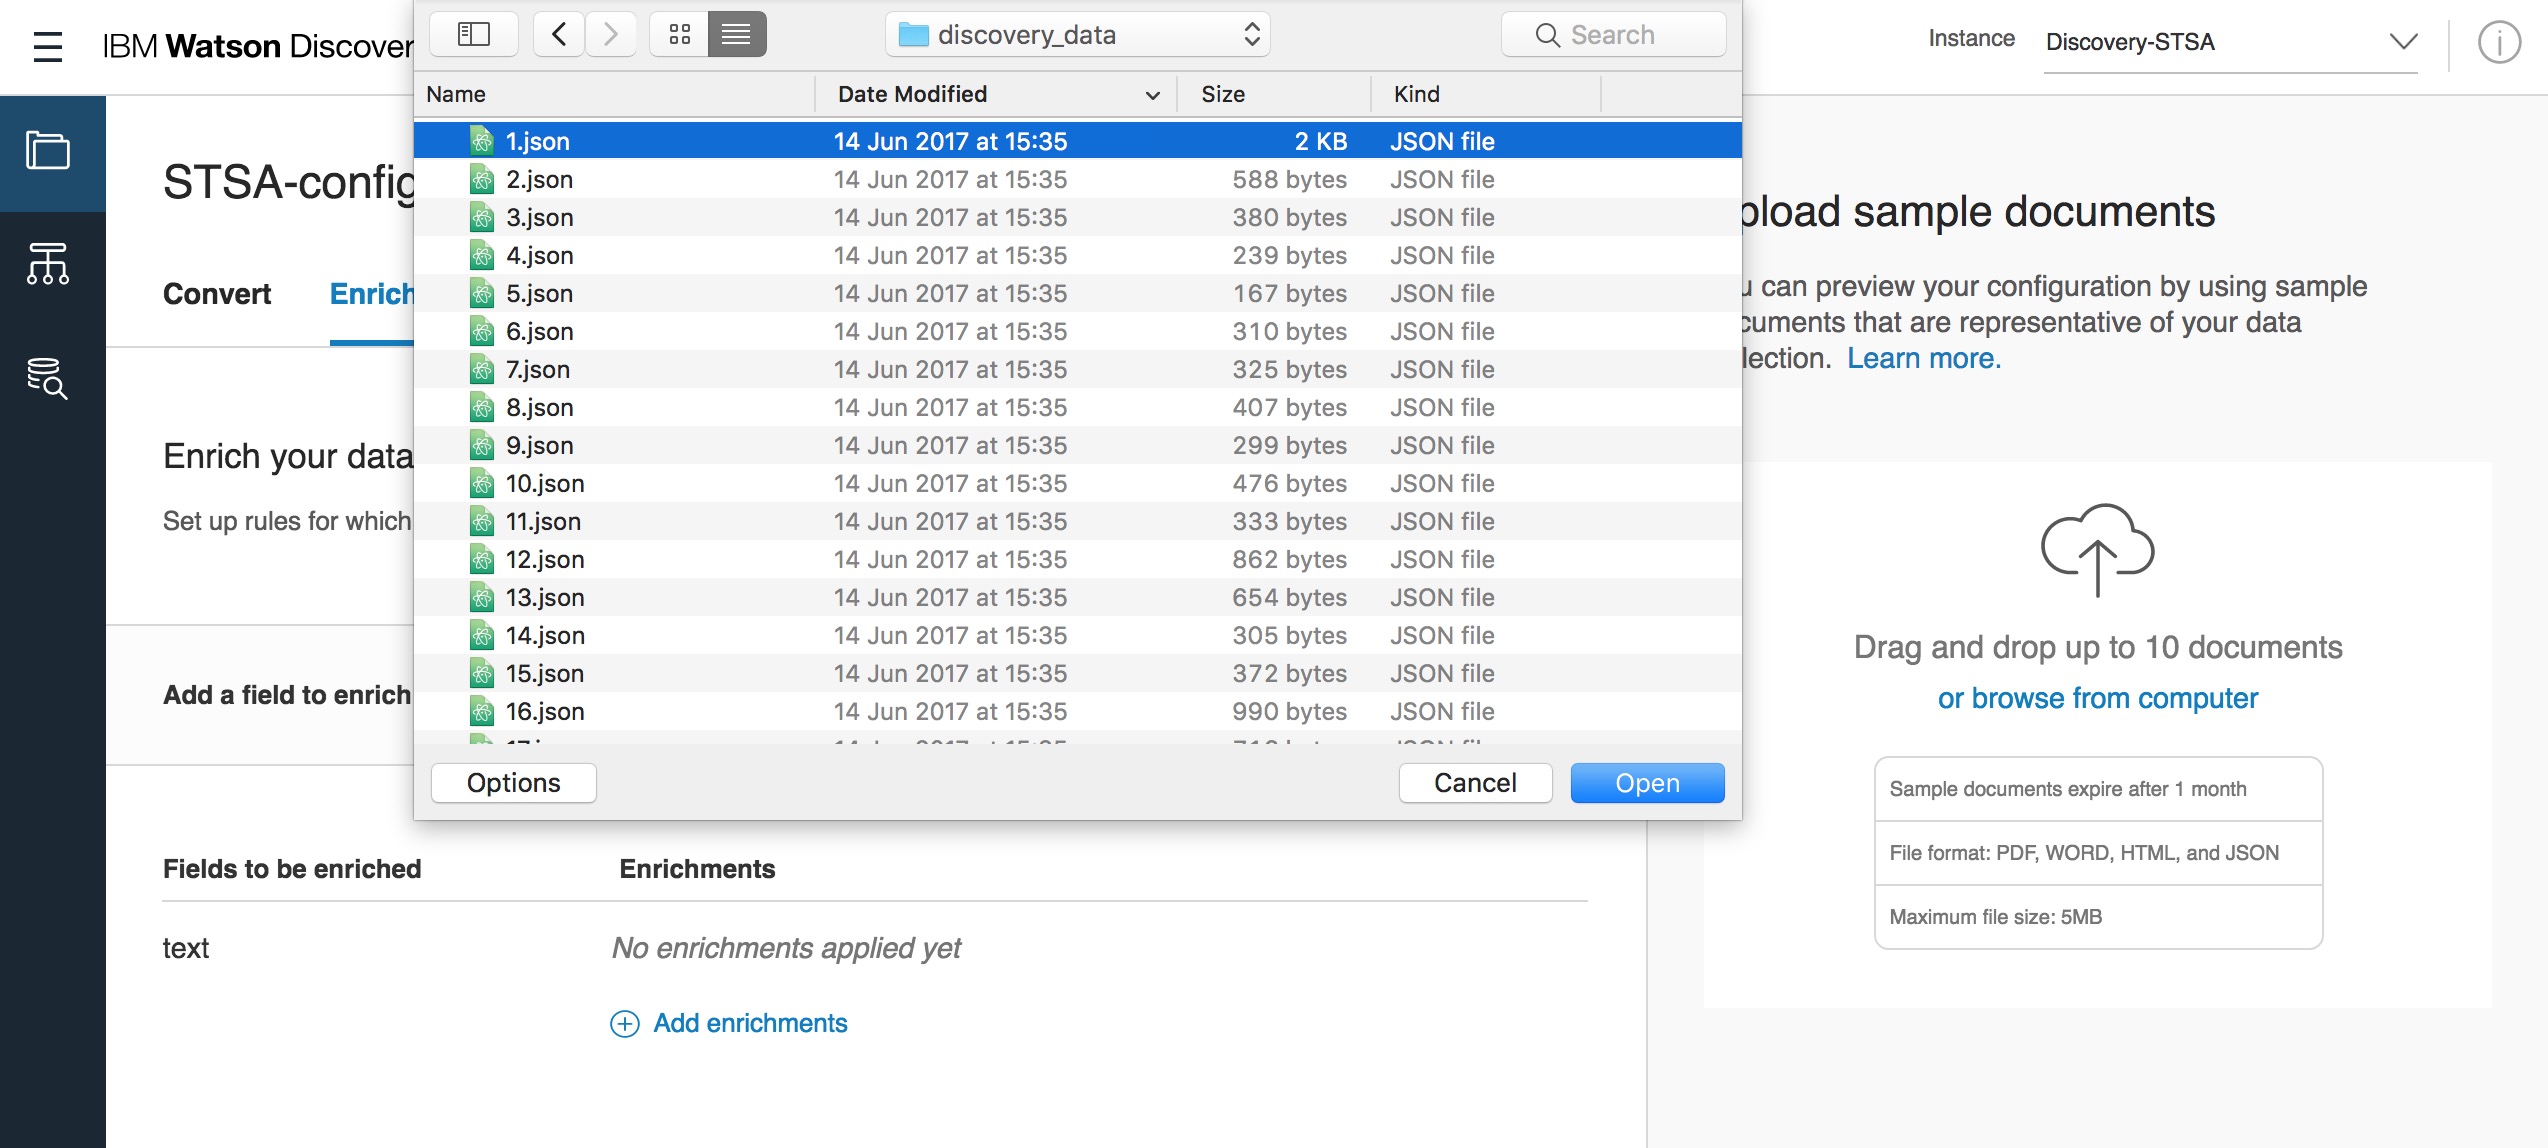 IBM Watson Discover
discovery_data
Search
Instance
Discovery-STSA
Name
Date Modified
Size
Kind
1.json 14 Jun 2017 at 15:35 2 KB JSON file
2.json 14 Jun 2017 at 15:35 588 bytes JSON file
3.json 14 Jun 2017 at 15:35 380 bytes JSON file
4.json 14 Jun 2017 at 15:35 239 bytes JSON file
5.json 14 Jun 2017 at 15:35 167 bytes JSON file
6.json 14 Jun 2017 at 15:35 310 bytes JSON file
7.json 14 Jun 2017 at 15:35 325 bytes JSON file
8.json 14 Jun 2017 at 15:35 407 bytes JSON file
9.json 14 Jun 2017 at 15:35 299 bytes JSON file
10.json 14 Jun 2017 at 15:35 476 bytes JSON file
11.json 14 Jun 2017 at 15:35 333 bytes JSON file
12.json 14 Jun 2017 at 15:35 862 bytes JSON file
13.json 14 Jun 2017 at 15:35 654 bytes JSON file
14.json 14 Jun 2017 at 15:35 305 bytes JSON file
15.json 14 Jun 2017 at 15:35 372 bytes JSON file
16.json 14 Jun 2017 at 15:35 990 bytes JSON file
Options
Cancel
Open
STSA-config
Convert
Enrich
Enrich your data
Set up rules for which
Add a field to enrich
Fields to be enriched
Enrichments
text
No enrichments applied yet
Add enrichments
pload sample documents
u can preview your configuration by using sample
cuments that are representative of your data
lection. Learn more.
Drag and drop up to 10 documents
or browse from computer
Sample documents expire after 1 month
File format: PDF, WORD, HTML, and JSON
Maximum file size: 5MB